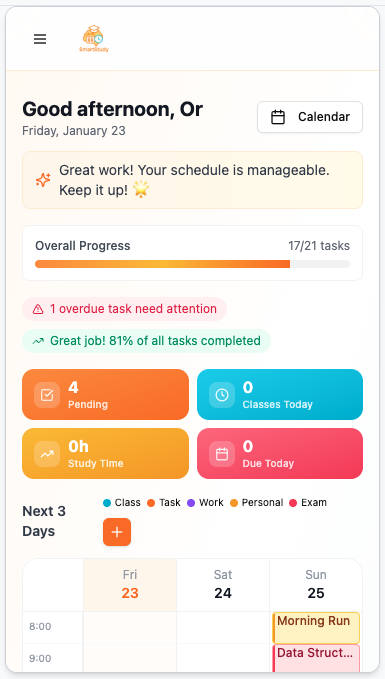 SmartStudy
Good afternoon, Or
Friday, January 23
Calendar
Great work! Your schedule is manageable.
Keep it up! 🌟
Overall Progress
17/21 tasks
1 overdue task need attention
Great job! 81% of all tasks completed
4
Pending
0
Classes Today
0h
Study Time
0
Due Today
Next 3
Days
Class
Task
Work
Personal
Exam
+
Fri
23
Sat
24
Sun
25
8:00
Morning Run
9:00
Data Struct...